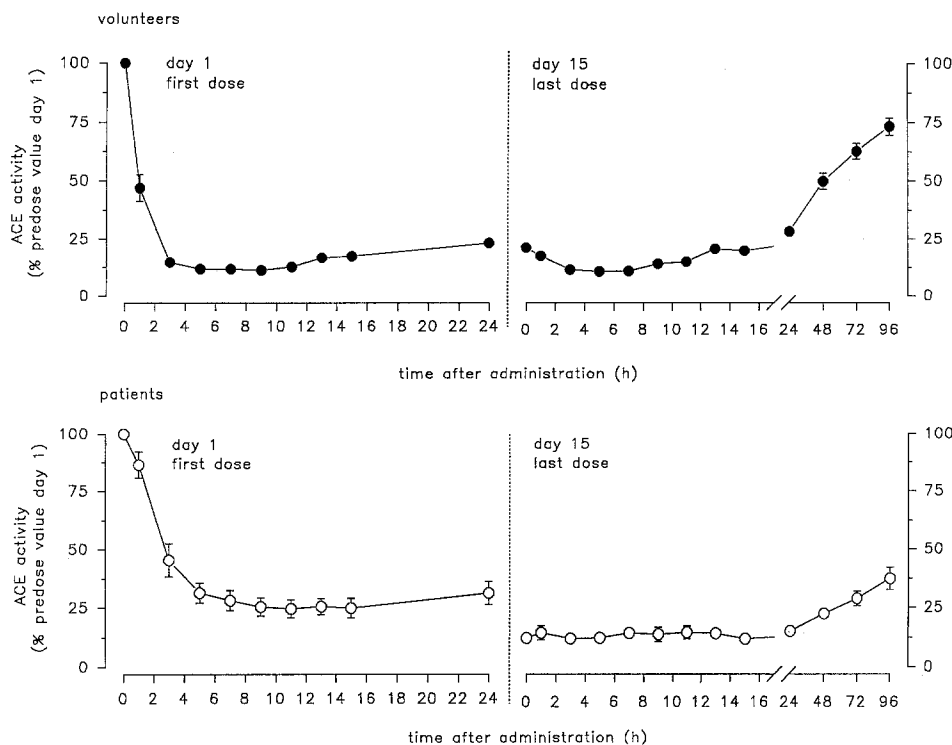 volunteers
ACE activity
(% predose value day 1)
100
75
50
25
0
day 1
first dose
day 15
last dose
100
75
50
25
0
0 2 4 6 8 10 12 14 16 18 20 22 24
0 2 4 6 8 10 12 14 16 24 48 72 96
time after administration (h)
patients
ACE activity
(% predose value day 1)
100
75
50
25
0
day 1
first dose
day 15
last dose
100
75
50
25
0
0 2 4 6 8 10 12 14 16 18 20 22 24
0 2 4 6 8 10 12 14 16 24 48 72 96
time after administration (h)